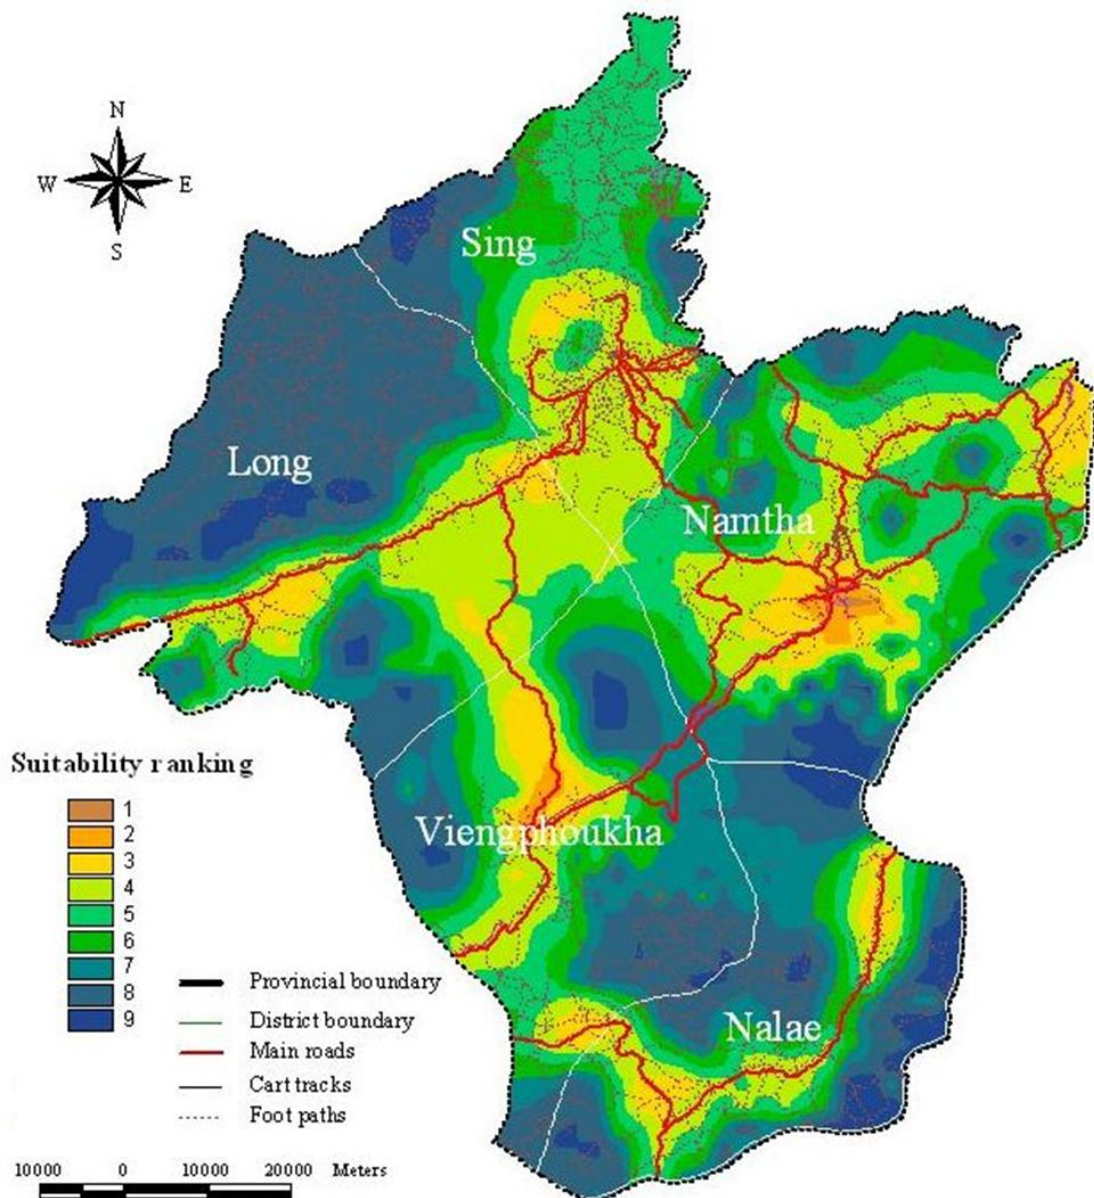 N
W E
S
Sing
Long
Namtha
Suitability ranking
1
2
3
4
5
6
7
8
9
Viengphoukha
Provincial boundary
District boundary
Main roads
Cart tracks
Foot paths
Nalae
10000 0 10000 20000 Meters